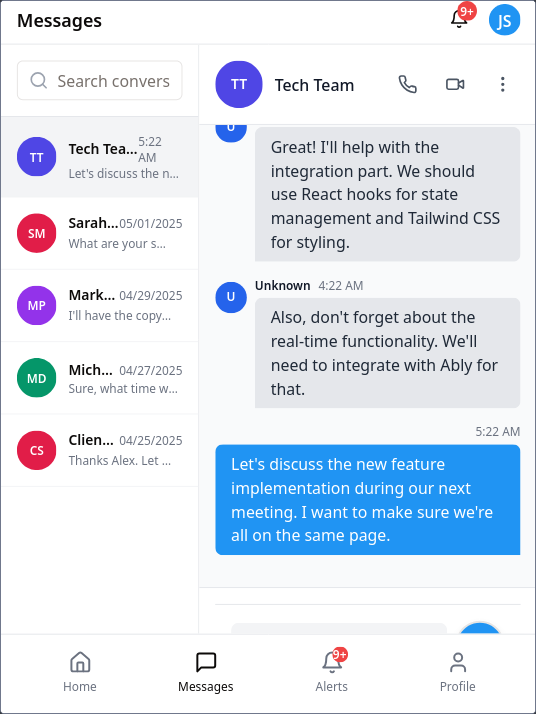 Messages
9+
JS
Search convers
TT
Tech Team
TT
Tech Tea...
5:22
AM
Let's discuss the n...
SM
Sarah...
05/01/2025
What are your s...
MP
Mark...
04/29/2025
I'll have the copy...
MD
Mich...
04/27/2025
Sure, what time w...
CS
Clien...
04/25/2025
Thanks Alex. Let ...
U
Great! I'll help with the
integration part. We should
use React hooks for state
management and Tailwind CSS
for styling.
Unknown 4:22 AM
U
Also, don't forget about the
real-time functionality. We'll
need to integrate with Ably for
that.
5:22 AM
Let's discuss the new feature
implementation during our next
meeting. I want to make sure we're
all on the same page.
Home
Messages
9+
Alerts
Profile